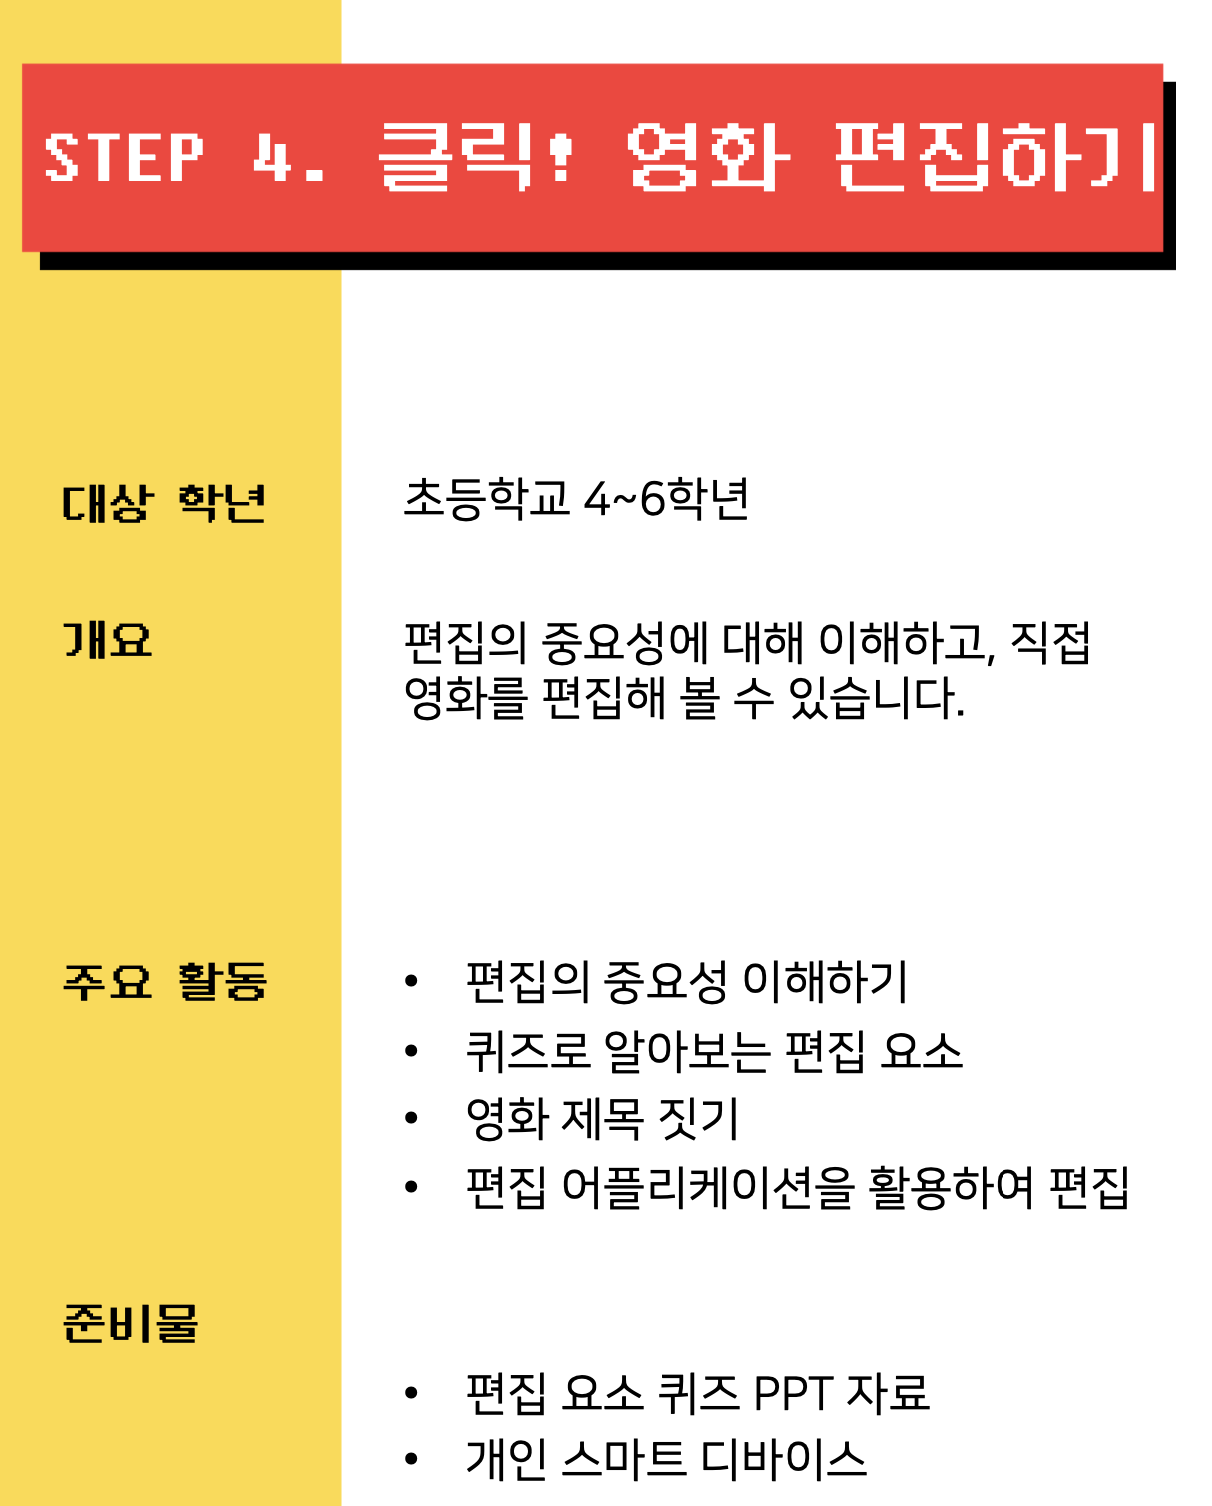 STEP 4. 클릭! 영화 편집하기
대상 학년
초등학교 4~6학년
개요
편집의 중요성에 대해 이해하고, 직접
영화를 편집해 볼 수 있습니다.
주요 활동
• 편집의 중요성 이해하기
• 퀴즈로 알아보는 편집 요소
• 영화 제목 짓기
• 편집 어플리케이션을 활용하여 편집
준비물
• 편집 요소 퀴즈 PPT 자료
• 개인 스마트 디바이스